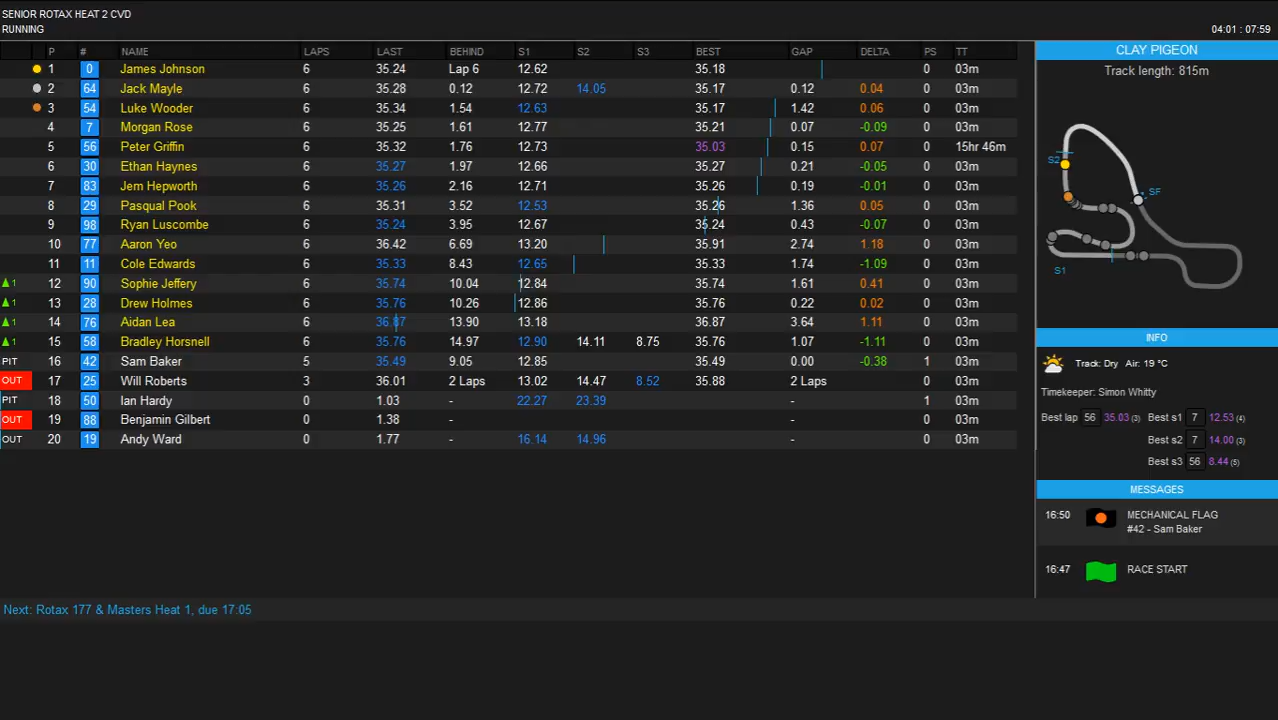 SENIOR ROTAX HEAT 2 CVD
RUNNING
04:01 : 07:59
P # NAME LAPS LAST BEHIND S1 S2 S3 BEST GAP DELTA PS TT
1 0 James Johnson 6 35.24 Lap 6 12.62 35.18 0 03m
2 64 Jack Mayle 6 35.28 0.12 12.72 14.05 35.17 0.12 0.04 0 03m
3 54 Luke Wooder 6 35.34 1.54 12.63 35.17 1.42 0.06 0 03m
4 7 Morgan Rose 6 35.25 1.61 12.77 35.21 0.07 -0.09 0 03m
5 56 Peter Griffin 6 35.32 1.76 12.73 35.03 0.15 0.07 0 15hr 46m
6 30 Ethan Haynes 6 35.27 1.97 12.66 35.27 0.21 -0.05 0 03m
7 83 Jem Hepworth 6 35.26 2.16 12.71 35.26 0.19 -0.01 0 03m
8 29 Pasqual Pook 6 35.31 3.52 12.53 35.26 1.36 0.05 0 03m
9 98 Ryan Luscombe 6 35.24 3.95 12.67 35.24 0.43 -0.07 0 03m
10 77 Aaron Yeo 6 36.42 6.69 13.20 35.91 2.74 1.18 0 03m
11 11 Cole Edwards 6 35.33 8.43 12.65 35.33 1.74 -1.09 0 03m
1 12 90 Sophie Jeffery 6 35.74 10.04 12.84 35.74 1.61 0.41 0 03m
1 13 28 Drew Holmes 6 35.76 10.26 12.86 35.76 0.22 0.02 0 03m
1 14 76 Aidan Lea 6 36.87 13.90 13.18 36.87 3.64 1.11 0 03m
1 15 58 Bradley Horsnell 6 35.76 14.97 12.90 14.11 8.75 35.76 1.07 -1.11 0 03m
PIT 16 42 Sam Baker 5 35.49 9.05 12.85 35.49 0.00 -0.38 1 03m
OUT 17 25 Will Roberts 3 36.01 2 Laps 13.02 14.47 8.52 35.88 2 Laps 0 03m
PIT 18 50 Ian Hardy 0 1.03 - 22.27 23.39 - 1 03m
OUT 19 88 Benjamin Gilbert 0 1.38 - - 0 03m
OUT 20 19 Andy Ward 0 1.77 - 16.14 14.96 - 0 03m
Next: Rotax 177 & Masters Heat 1, due 17:05
CLAY PIGEON
Track length: 815m
S2
SF
S1
INFO
Track: Dry Air: 19 °C
Timekeeper: Simon Whitty
Best lap 56 35.03 (3) Best s1 7 12.53 (4)
Best s2 7 14.00 (3)
Best s3 56 8.44 (5)
MESSAGES
16:50 MECHANICAL FLAG
#42 - Sam Baker
16:47 RACE START